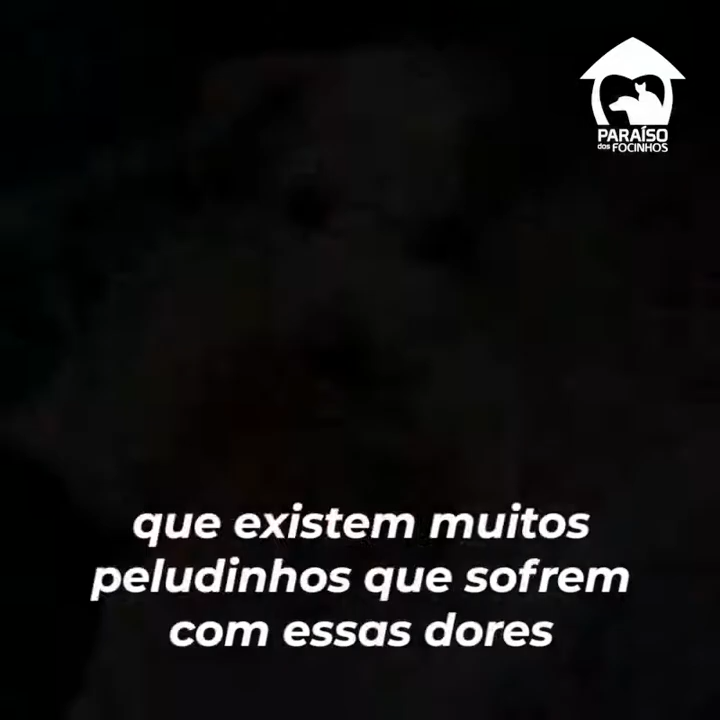 PARAÍSO
dos FOCINHOS
que existem muitos
peludinhos que sofrem
com essas dores